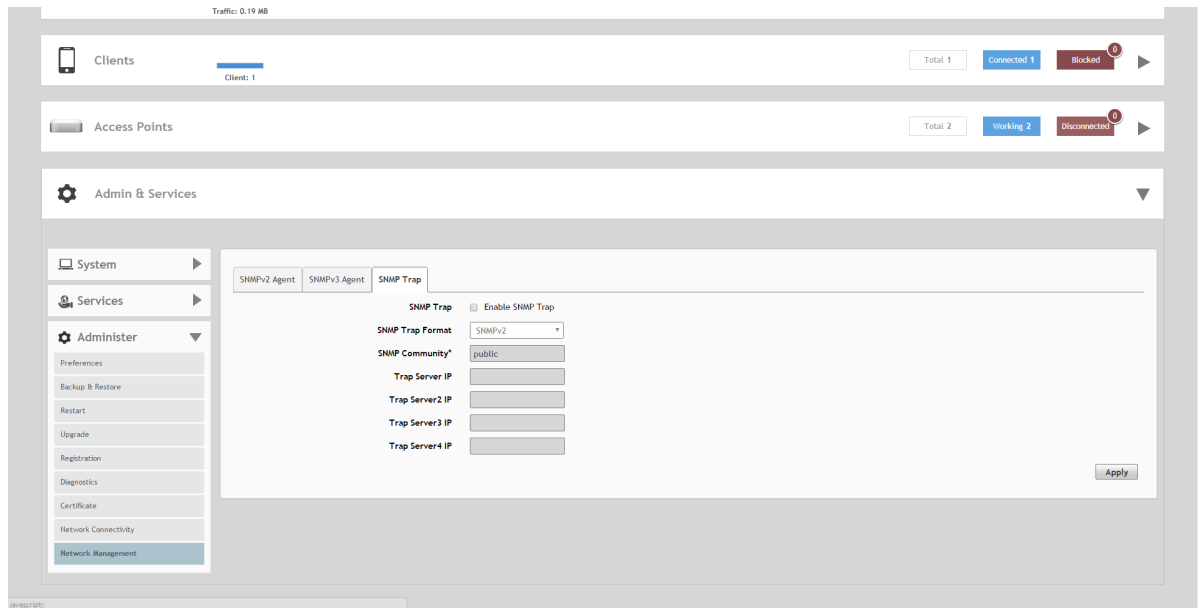 Traffic: 0.19 MB
Clients
Client: 1
Total 1
Connected 1
Blocked
0
Access Points
Total 2
Working 2
Disconnected
0
Admin & Services
System
Services
Administer
Preferences
Backup & Restore
Restart
Upgrade
Registration
Diagnostics
Certificate
Network Connectivity
Network Management
SNMPv2 Agent SNMPv3 Agent SNMP Trap
SNMP Trap Enable SNMP Trap
SNMP Trap Format SNMPv2
SNMP Community* public
Trap Server IP
Trap Server2 IP
Trap Server3 IP
Trap Server4 IP
Apply
javascript: